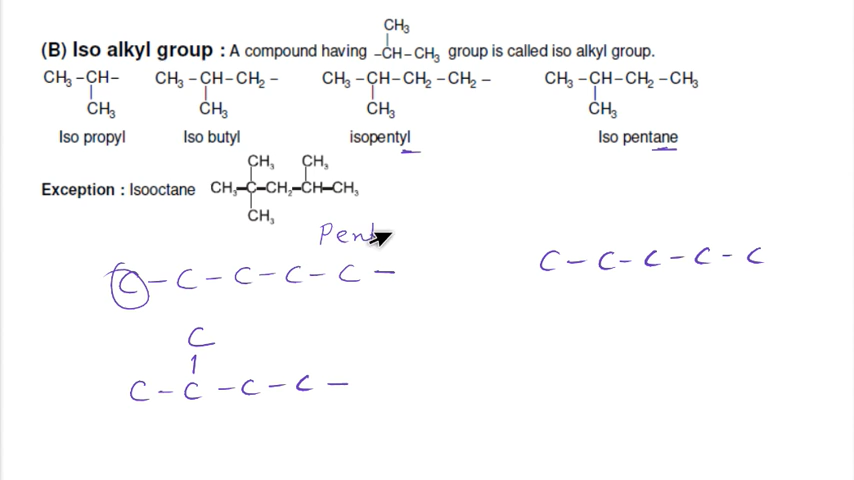 CH₃
(B) Iso alkyl group : A compound having –CH–CH₃ group is called iso alkyl group.
CH₃ –CH– CH₃ –CH–CH₂ – CH₃ –CH–CH₂ –CH₂ – CH₃ –CH–CH₂ –CH₃
CH₃ CH₃ CH₃ CH₃
Iso propyl Iso butyl isopentyl Iso pentane
CH₃ CH₃
Exception : Isooctane CH₃–C–CH₂–CH–CH₃
CH₃
Pent
C – C – C – C – C –
C – C – C – C – C
C
C – C – C – C –